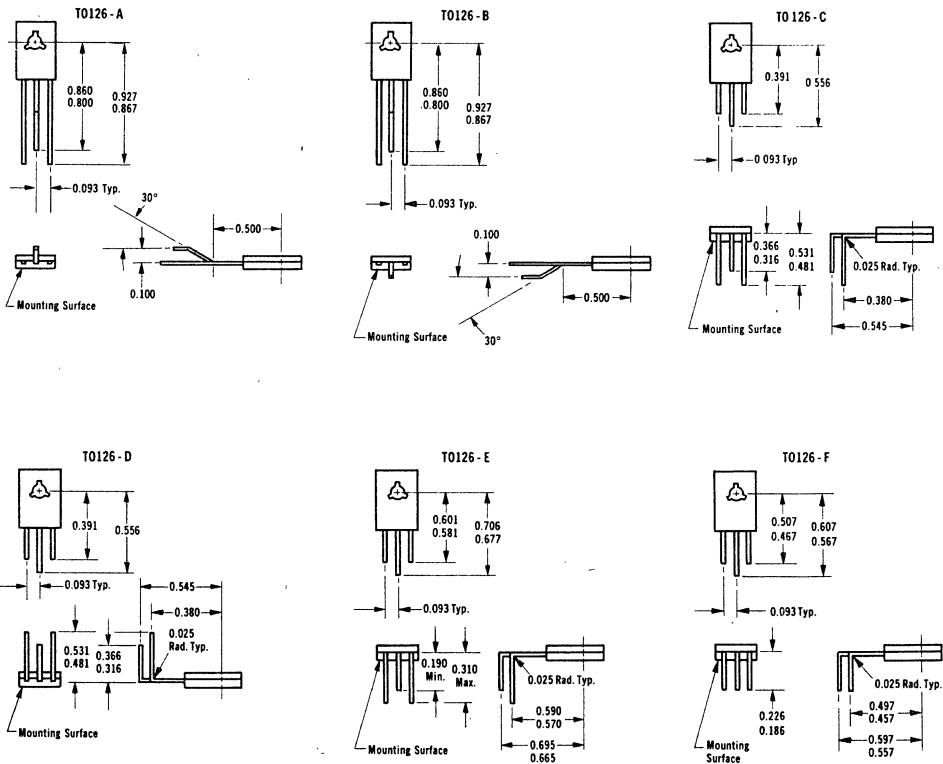 TO126-A
0.860
0.800
0.927
0.867
0.093 Typ.
30°
0.500
0.100
Mounting Surface
TO126-B
0.860
0.800
0.927
0.867
0.093 Typ.
0.100
0.500
30°
Mounting Surface
TO126-C
0.391
0.556
0.093 Typ
0.366
0.316
0.531
0.481
0.025 Rad. Typ.
0.380
0.545
Mounting Surface
TO126-D
0.391
0.556
0.093 Typ.
0.545
0.380
0.531
0.481
0.366
0.316
0.025
Rad. Typ.
Mounting Surface
TO126-E
0.601
0.581
0.706
0.677
0.093 Typ.
0.190
Min.
0.310
Max.
0.025 Rad. Typ.
0.590
0.570
0.695
0.665
Mounting Surface
TO126-F
0.507
0.467
0.607
0.567
0.093 Typ.
0.025 Rad. Typ.
0.226
0.186
0.497
0.457
0.597
0.557
Mounting
Surface